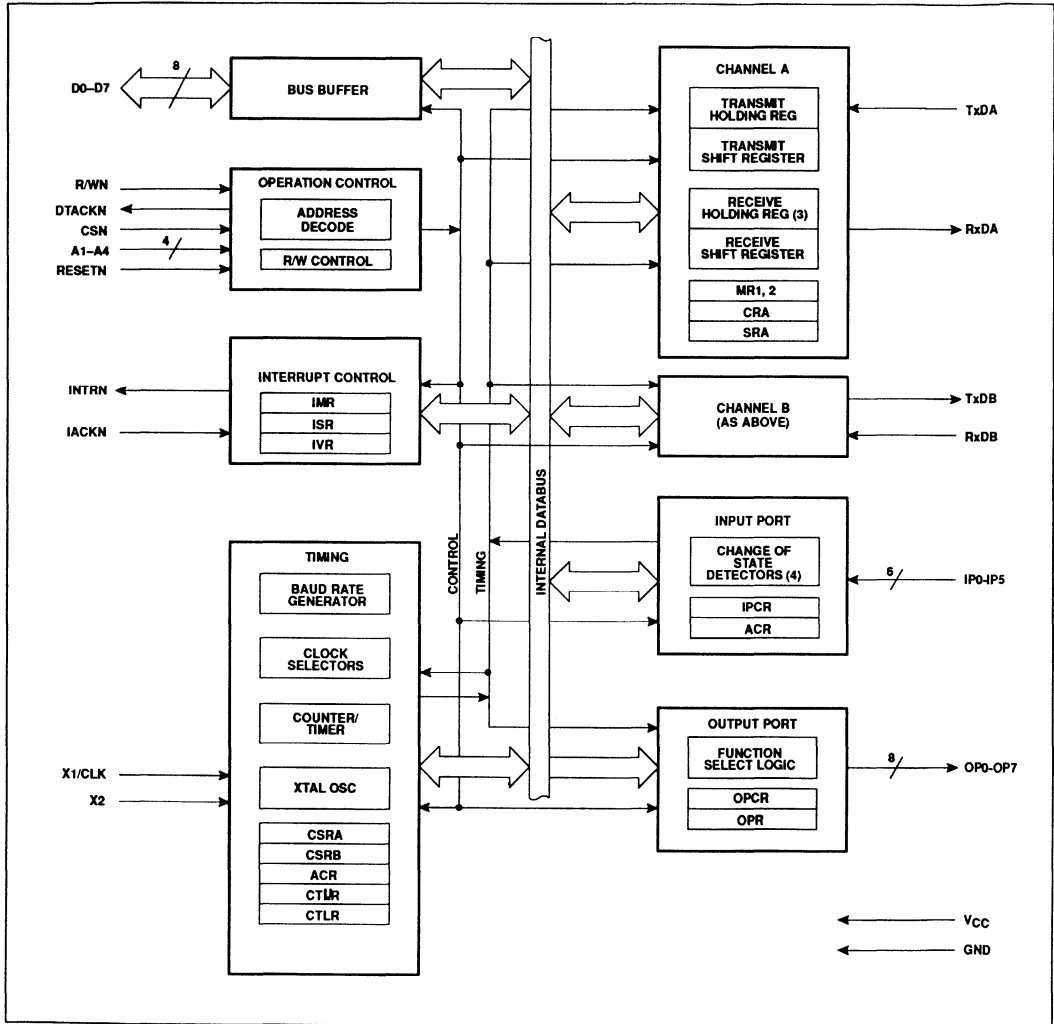 D0–D7
8
BUS BUFFER
R/WN
DTACKN
CSN
A1–A4
4
RESETN
OPERATION CONTROL
ADDRESS
DECODE
R/W CONTROL
INTRN
IACKN
INTERRUPT CONTROL
IMR
ISR
IVR
TIMING
BAUD RATE
GENERATOR
CLOCK
SELECTORS
COUNTER/
TIMER
X1/CLK
X2
XTAL OSC
CSRA
CSRB
ACR
CTUR
CTLR
CONTROL
TIMING
INTERNAL DATABUS
CHANNEL A
TRANSMIT
HOLDING REG
TRANSMIT
SHIFT REGISTER
RECEIVE
HOLDING REG (3)
RECEIVE
SHIFT REGISTER
MR1, 2
CRA
SRA
TxDA
RxDA
CHANNEL B
(AS ABOVE)
TxDB
RxDB
INPUT PORT
CHANGE OF
STATE
DETECTORS (4)
IPCR
ACR
6
IP0-IP5
OUTPUT PORT
FUNCTION
SELECT LOGIC
OPCR
OPR
8
OP0-OP7
VCC
GND